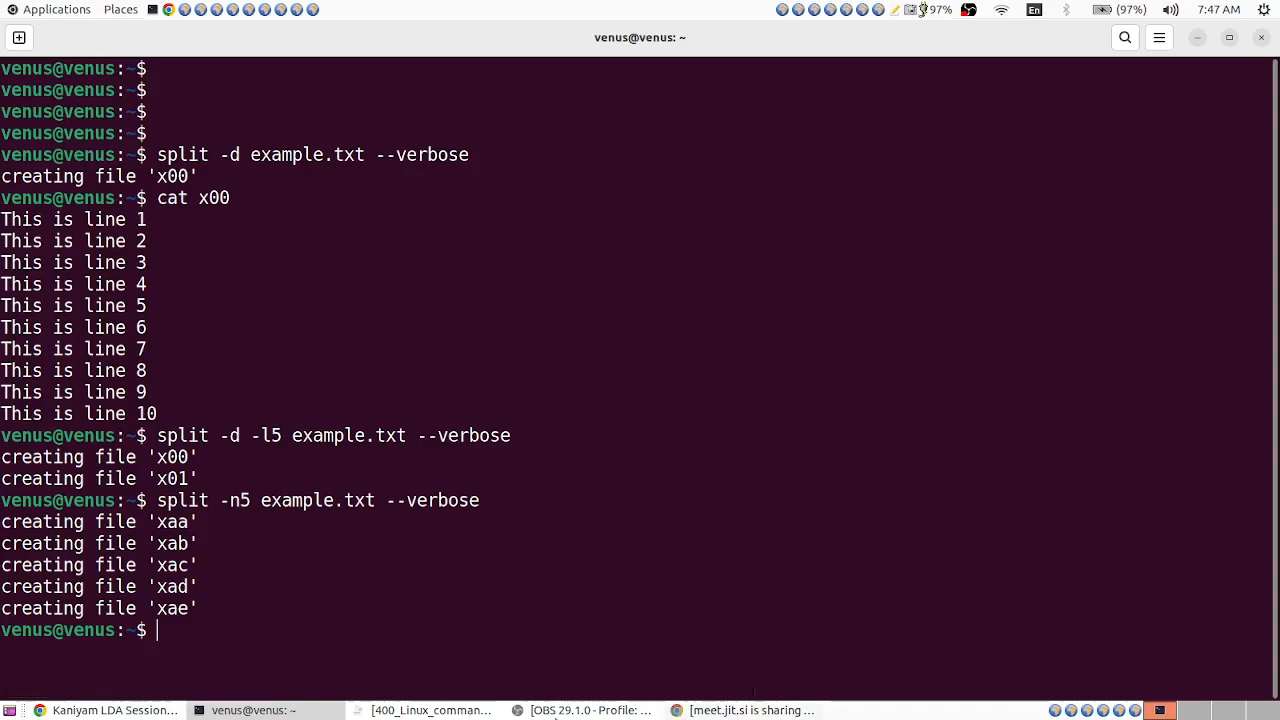 Applications Places 97% En (97%) 7:47 AM
venus@venus: ~
venus@venus:~$
venus@venus:~$
venus@venus:~$
venus@venus:~$
venus@venus:~$ split -d example.txt --verbose
creating file 'x00'
venus@venus:~$ cat x00
This is line 1
This is line 2
This is line 3
This is line 4
This is line 5
This is line 6
This is line 7
This is line 8
This is line 9
This is line 10
venus@venus:~$ split -d -l5 example.txt --verbose
creating file 'x00'
creating file 'x01'
venus@venus:~$ split -n5 example.txt --verbose
creating file 'xaa'
creating file 'xab'
creating file 'xac'
creating file 'xad'
creating file 'xae'
venus@venus:~$
Kaniyam LDA Session... venus@venus: ~ [400_Linux_comman... [OBS 29.1.0 - Profile: ... [meet.jit.si is sharing ...